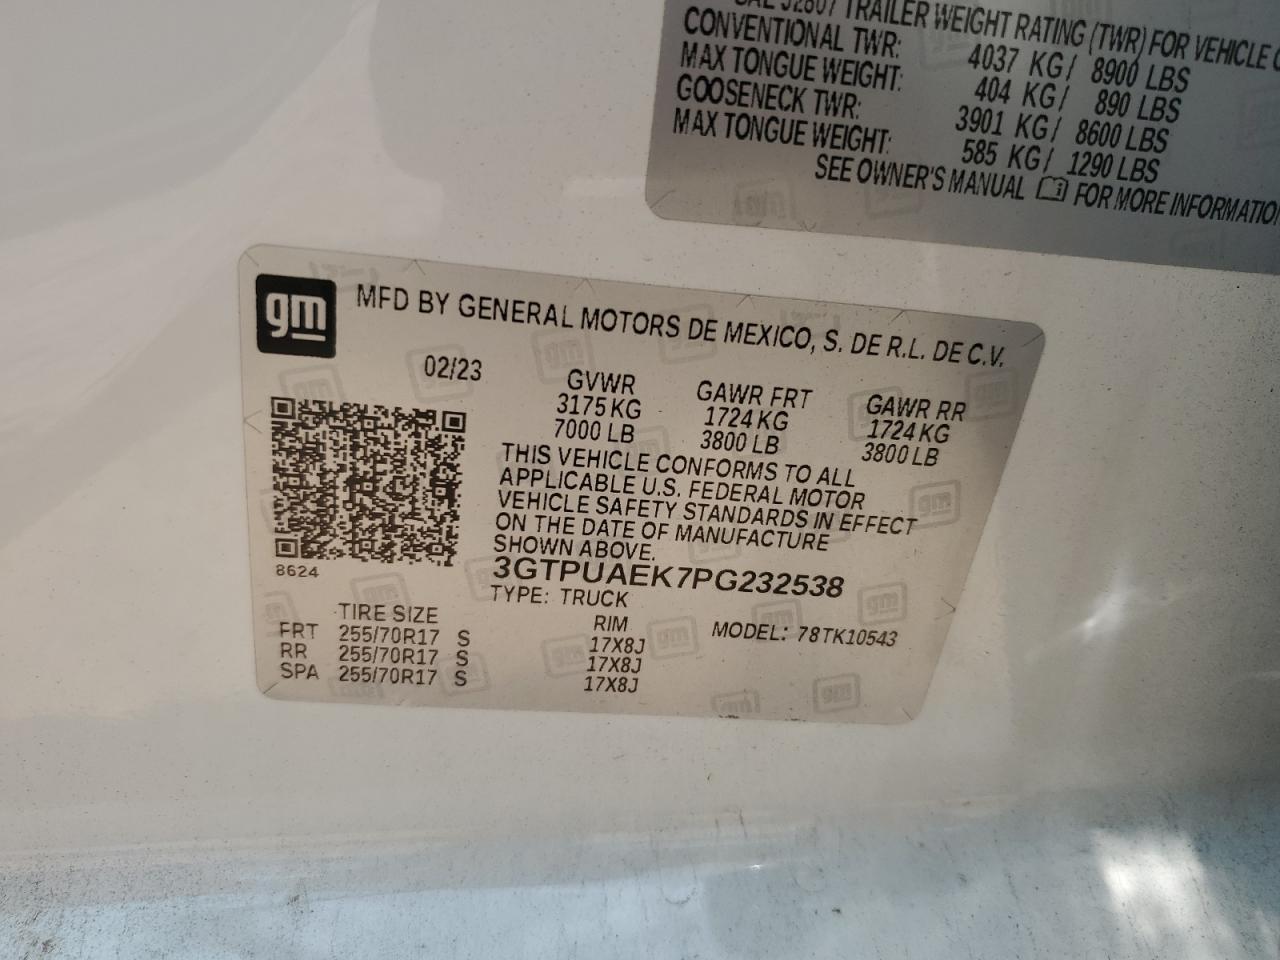 SAE J2807 TRAILER WEIGHT RATING (TWR) FOR VEHICLE
CONVENTIONAL TWR: 4037 KG/ 8900 LBS
MAX TONGUE WEIGHT: 404 KG/ 890 LBS
GOOSENECK TWR: 3901 KG/ 8600 LBS
MAX TONGUE WEIGHT: 585 KG/ 1290 LBS
SEE OWNER'S MANUAL FOR MORE INFORMATION
gm MFD BY GENERAL MOTORS DE MEXICO, S. DE R.L. DE C.V.
02/23 GVWR GAWR FRT GAWR RR
3175 KG 1724 KG 1724 KG
7000 LB 3800 LB 3800 LB
THIS VEHICLE CONFORMS TO ALL
APPLICABLE U.S. FEDERAL MOTOR
VEHICLE SAFETY STANDARDS IN EFFECT
ON THE DATE OF MANUFACTURE
SHOWN ABOVE.
8624 3GTPUAEK7PG232538
TYPE: TRUCK
TIRE SIZE RIM MODEL: 78TK10543
FRT 255/70R17 S 17X8J
RR 255/70R17 S 17X8J
SPA 255/70R17 S 17X8J